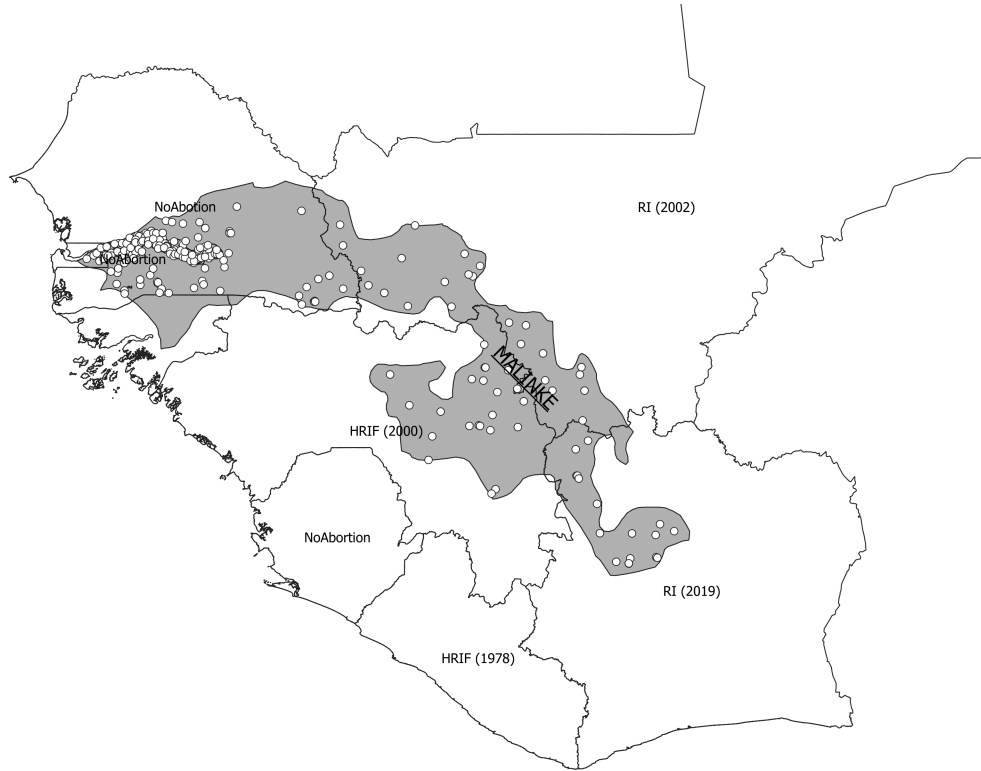 NoAbotion
RI (2002)
NoAbortion
MALINKE
HRIF (2000)
NoAbortion
RI (2019)
HRIF (1978)